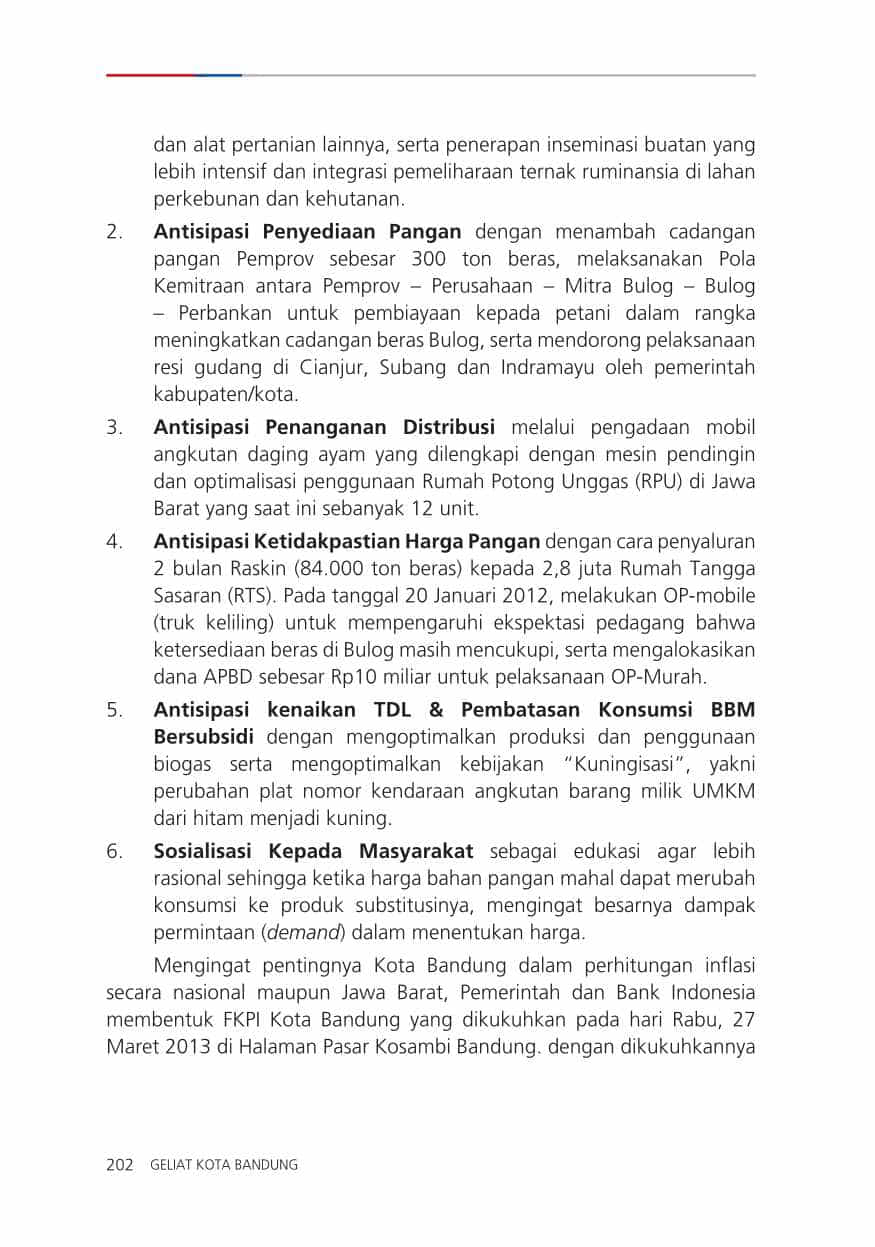 dan alat pertanian lainnya, serta penerapan inseminasi buatan yang
lebih intensif dan integrasi pemeliharaan ternak ruminansia di lahan
perkebunan dan kehutanan.
2. Antisipasi Penyediaan Pangan dengan menambah cadangan
pangan Pemprov sebesar 300 ton beras, melaksanakan Pola
Kemitraan antara Pemprov – Perusahaan – Mitra Bulog – Bulog
– Perbankan untuk pembiayaan kepada petani dalam rangka
meningkatkan cadangan beras Bulog, serta mendorong pelaksanaan
resi gudang di Cianjur, Subang dan Indramayu oleh pemerintah
kabupaten/kota.
3. Antisipasi Penanganan Distribusi melalui pengadaan mobil
angkutan daging ayam yang dilengkapi dengan mesin pendingin
dan optimalisasi penggunaan Rumah Potong Unggas (RPU) di Jawa
Barat yang saat ini sebanyak 12 unit.
4. Antisipasi Ketidakpastian Harga Pangan dengan cara penyaluran
2 bulan Raskin (84.000 ton beras) kepada 2,8 juta Rumah Tangga
Sasaran (RTS). Pada tanggal 20 Januari 2012, melakukan OP-mobile
(truk keliling) untuk mempengaruhi ekspektasi pedagang bahwa
ketersediaan beras di Bulog masih mencukupi, serta mengalokasikan
dana APBD sebesar Rp10 miliar untuk pelaksanaan OP-Murah.
5. Antisipasi kenaikan TDL & Pembatasan Konsumsi BBM
Bersubsidi dengan mengoptimalkan produksi dan penggunaan
biogas serta mengoptimalkan kebijakan “Kuningisasi”, yakni
perubahan plat nomor kendaraan angkutan barang milik UMKM
dari hitam menjadi kuning.
6. Sosialisasi Kepada Masyarakat sebagai edukasi agar lebih
rasional sehingga ketika harga bahan pangan mahal dapat merubah
konsumsi ke produk substitusinya, mengingat besarnya dampak
permintaan (demand) dalam menentukan harga.
Mengingat pentingnya Kota Bandung dalam perhitungan inflasi
secara nasional maupun Jawa Barat, Pemerintah dan Bank Indonesia
membentuk FKPI Kota Bandung yang dikukuhkan pada hari Rabu, 27
Maret 2013 di Halaman Pasar Kosambi Bandung. dengan dikukuhkannya
202 GELIAT KOTA BANDUNG